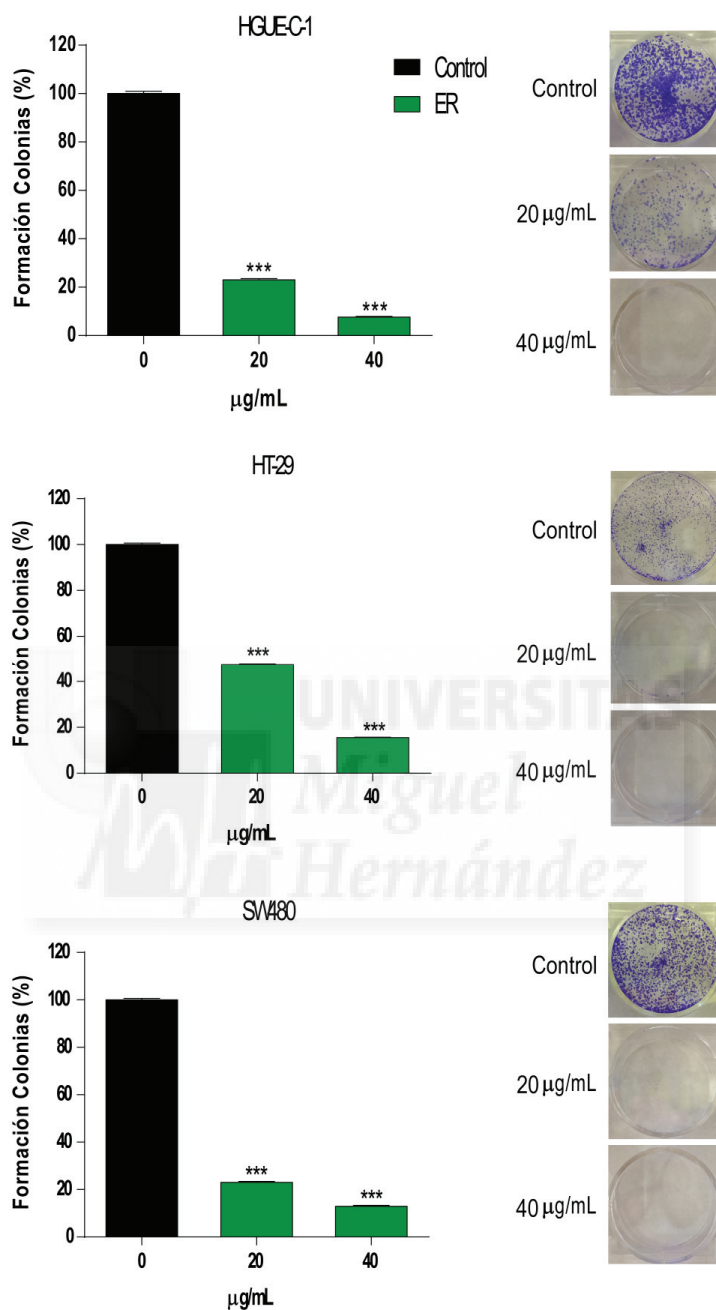 HGUE-C-1
Control
ER
Formación Colonias (%)
120
100
80
60
40
20
0
***
***
0 20 40
μg/mL
Control
20 μg/mL
40 μg/mL
HT-29
Formación Colonias (%)
120
100
80
60
40
20
0
***
***
0 20 40
μg/mL
Control
20 μg/mL
40 μg/mL
UNIVERSITAS
Miguel
Hernández
SW480
Formación Colonias (%)
120
100
80
60
40
20
0
***
***
0 20 40
μg/mL
Control
20 μg/mL
40 μg/mL